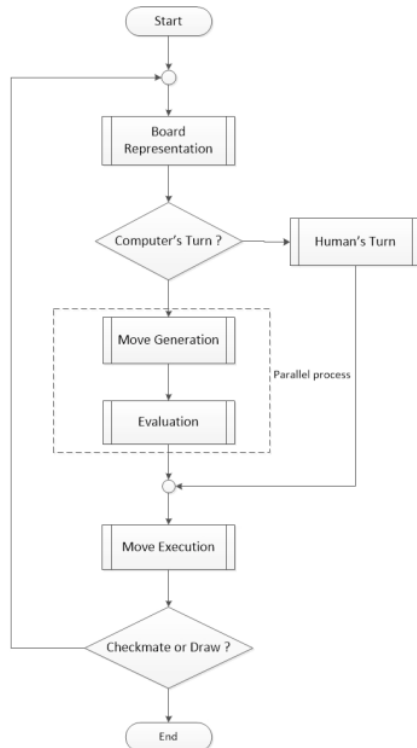 Start
Board
Representation
Computer's Turn ?
Human's Turn
Move Generation
Parallel process
Evaluation
Move Execution
Checkmate or Draw ?
End